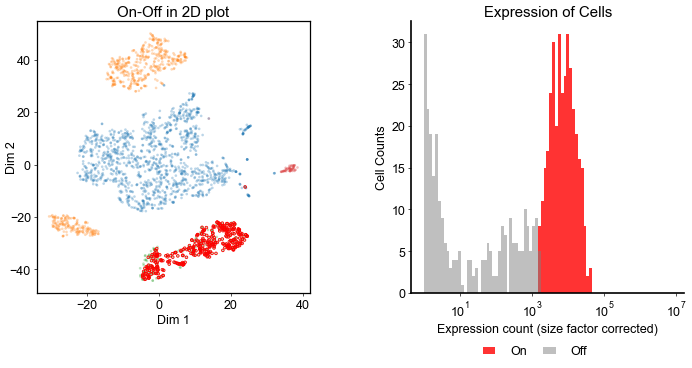 On-Off in 2D plot
40
20
0
−20
−40
Dim 2
−20
0
20
40
Dim 1
Expression of Cells
30
25
20
15
10
5
0
Cell Counts
10^1
10^3
10^5
10^7
Expression count (size factor corrected)
On
Off